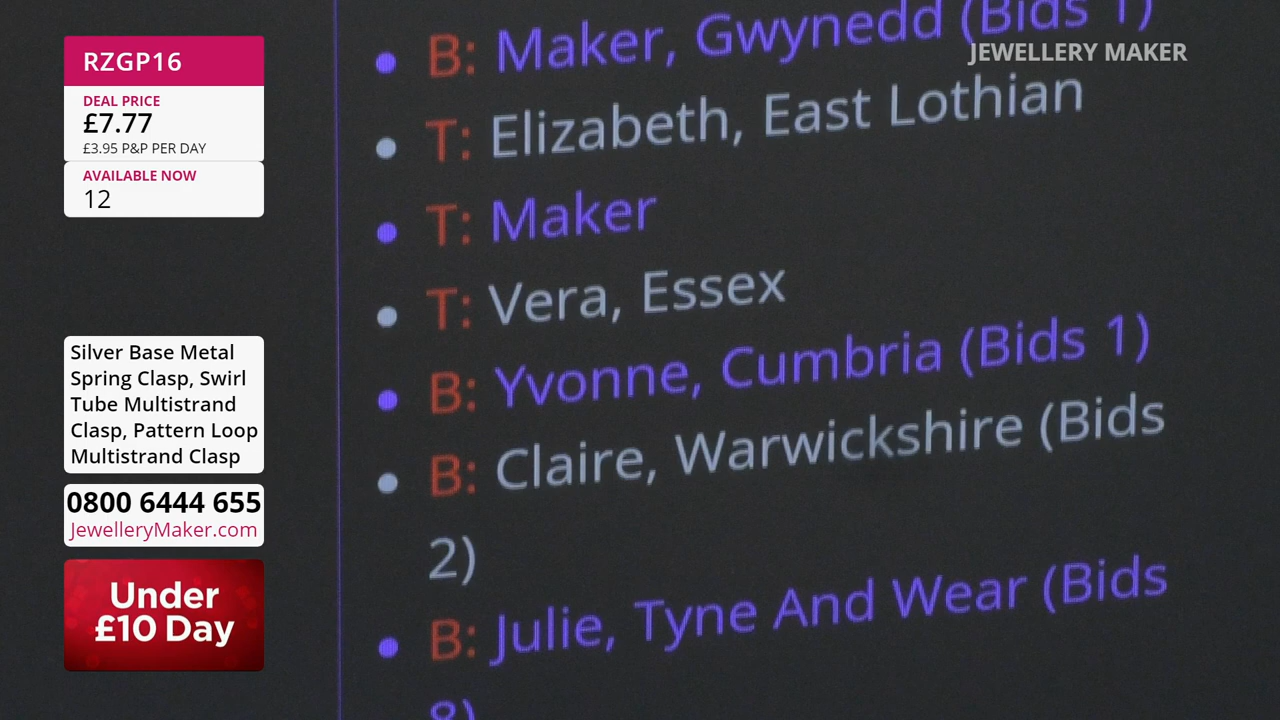 RZGP16
DEAL PRICE
£7.77
£3.95 P&P PER DAY
AVAILABLE NOW
12
Silver Base Metal
Spring Clasp, Swirl
Tube Multistrand
Clasp, Pattern Loop
Multistrand Clasp
0800 6444 655
JewelleryMaker.com
Under
£10 Day
JEWELLERY MAKER
B: Maker, Gwynedd (Bids 1)
T: Elizabeth, East Lothian
T: Maker
T: Vera, Essex
B: Yvonne, Cumbria (Bids 1)
B: Claire, Warwickshire (Bids
2)
B: Julie, Tyne And Wear (Bids
8)